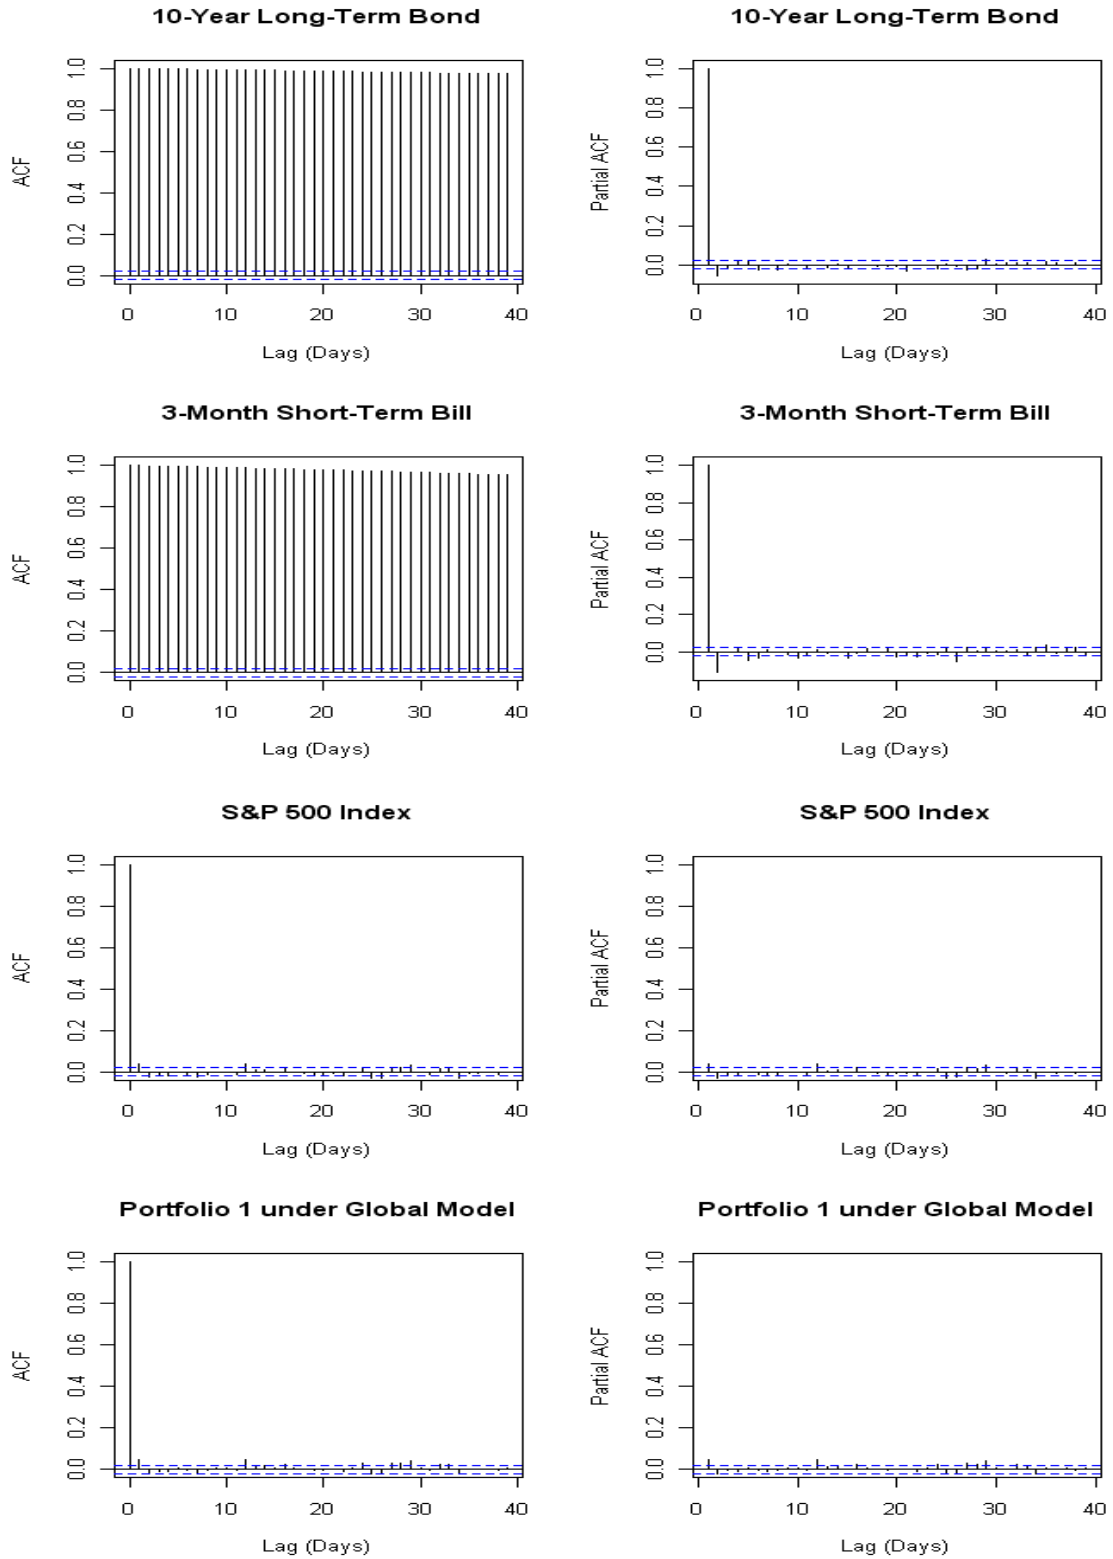 10-Year Long-Term Bond
ACF
1.0
0.8
0.6
0.4
0.2
0.0
0 10 20 30 40
Lag (Days)
10-Year Long-Term Bond
Partial ACF
1.0
0.8
0.6
0.4
0.2
0.0
0 10 20 30 40
Lag (Days)
3-Month Short-Term Bill
ACF
1.0
0.8
0.6
0.4
0.2
0.0
0 10 20 30 40
Lag (Days)
3-Month Short-Term Bill
Partial ACF
1.0
0.8
0.6
0.4
0.2
0.0
0 10 20 30 40
Lag (Days)
S&P 500 Index
ACF
1.0
0.8
0.6
0.4
0.2
0.0
0 10 20 30 40
Lag (Days)
S&P 500 Index
Partial ACF
1.0
0.8
0.6
0.4
0.2
0.0
0 10 20 30 40
Lag (Days)
Portfolio 1 under Global Model
ACF
1.0
0.8
0.6
0.4
0.2
0.0
0 10 20 30 40
Lag (Days)
Portfolio 1 under Global Model
Partial ACF
1.0
0.8
0.6
0.4
0.2
0.0
0 10 20 30 40
Lag (Days)